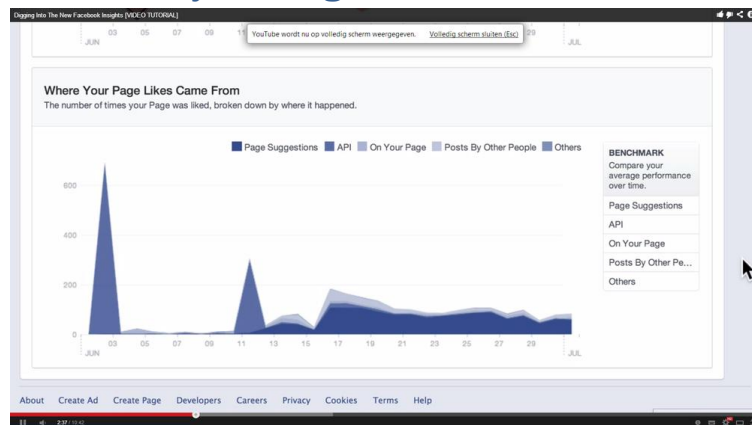 Digging Into The New Facebook Insights [VIDEO TUTORIAL]
03 05 07 09 11 29
JUN JUL
YouTube wordt nu op volledig scherm weergegeven. Volledig scherm sluiten (Esc)
Where Your Page Likes Came From
The number of times your Page was liked, broken down by where it happened.
Page Suggestions API On Your Page Posts By Other People Others
600
400
200
0
03 05 07 09 11 13 15 17 19 21 23 25 27 29
JUN JUL
BENCHMARK
Compare your
average performance
over time.
Page Suggestions
API
On Your Page
Posts By Other Pe...
Others
About Create Ad Create Page Developers Careers Privacy Cookies Terms Help
2:37 / 10:42